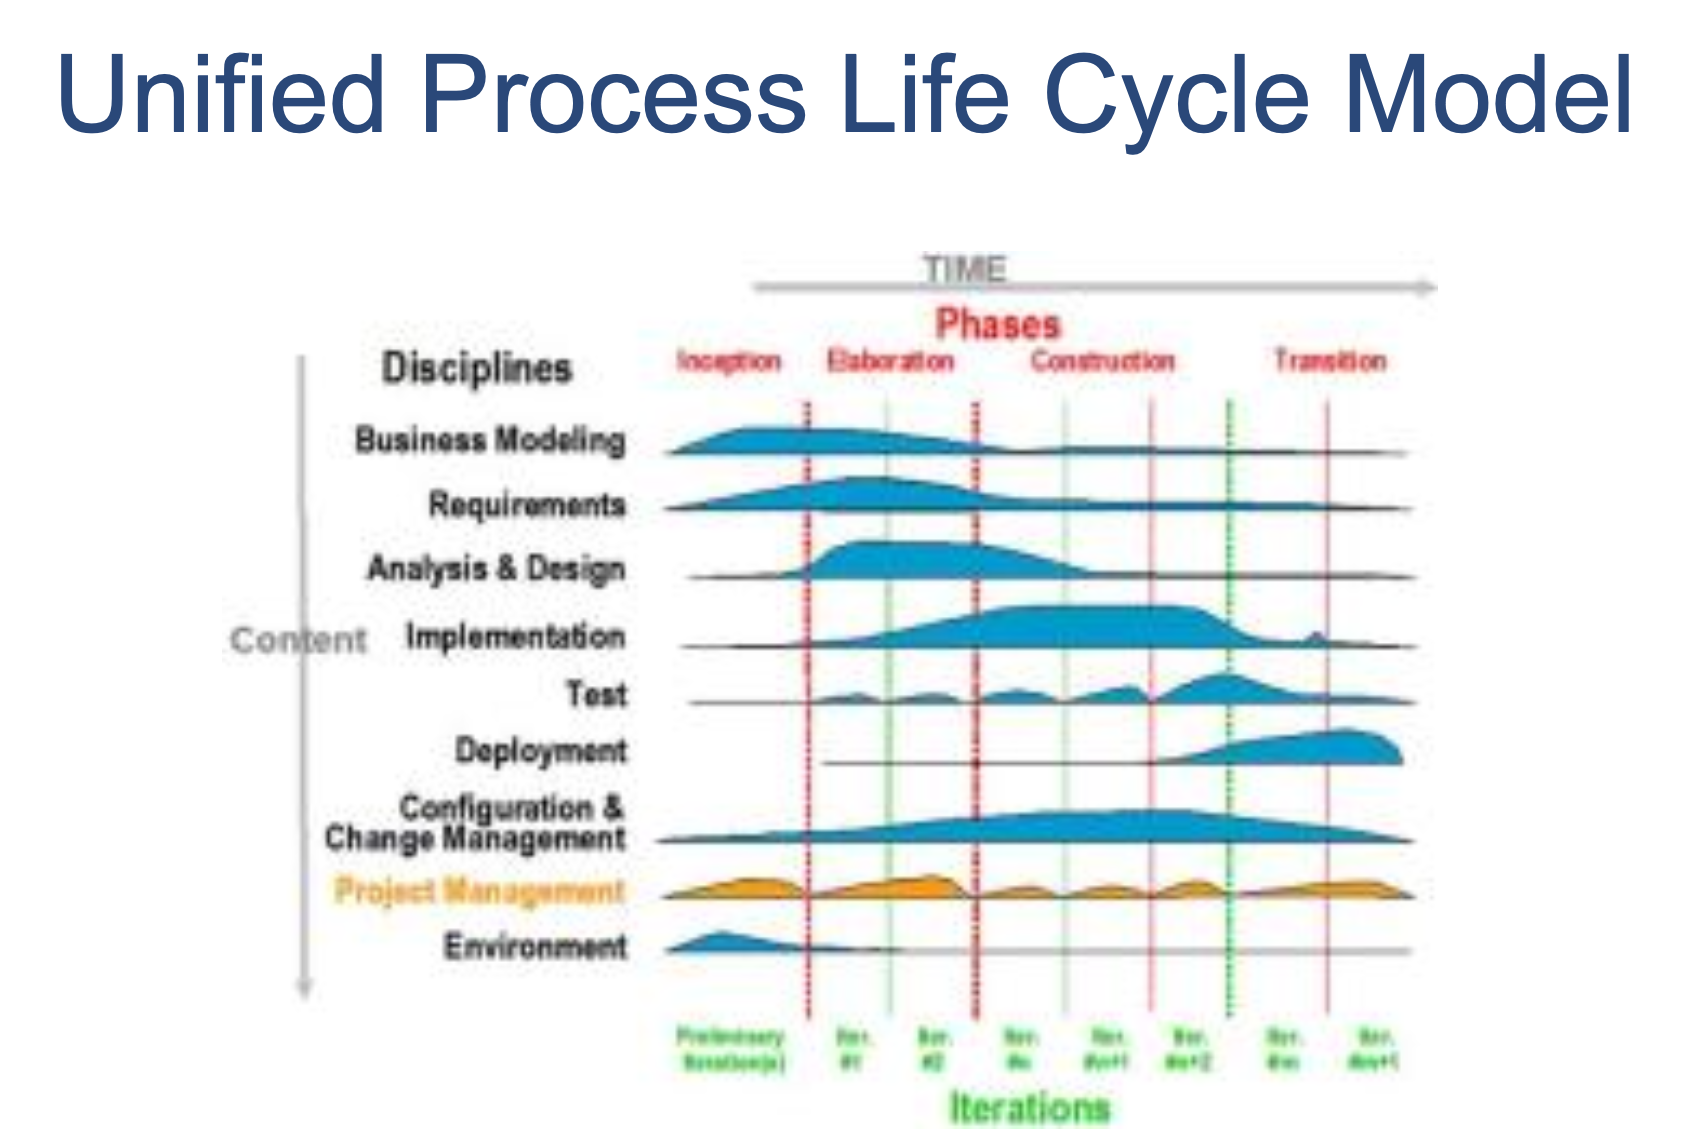 Unified Process Life Cycle Model
TIME
Phases
Disciplines
Inception Elaboration Construction Transition
Business Modeling
Requirements
Analysis & Design
Content
Implementation
Test
Deployment
Configuration &
Change Management
Project Management
Environment
Preliminary Iter. Iter. Iter. Iter. Iter. Iter. Iter.
Iteration(s) #1 #2 #n #n+1 #n+2 #m #m+1
Iterations